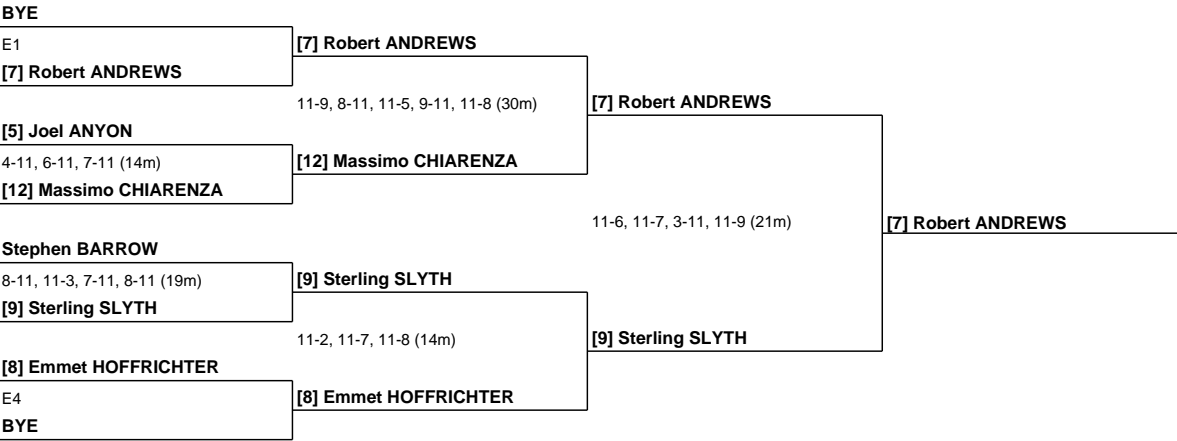 BYE
E1
[7] Robert ANDREWS
[7] Robert ANDREWS
11-9, 8-11, 11-5, 9-11, 11-8 (30m)
[7] Robert ANDREWS
[5] Joel ANYON
4-11, 6-11, 7-11 (14m)
[12] Massimo CHIARENZA
[12] Massimo CHIARENZA
11-6, 11-7, 3-11, 11-9 (21m)
[7] Robert ANDREWS
Stephen BARROW
8-11, 11-3, 7-11, 8-11 (19m)
[9] Sterling SLYTH
[9] Sterling SLYTH
11-2, 11-7, 11-8 (14m)
[9] Sterling SLYTH
[8] Emmet HOFFRICHTER
E4
[8] Emmet HOFFRICHTER
BYE